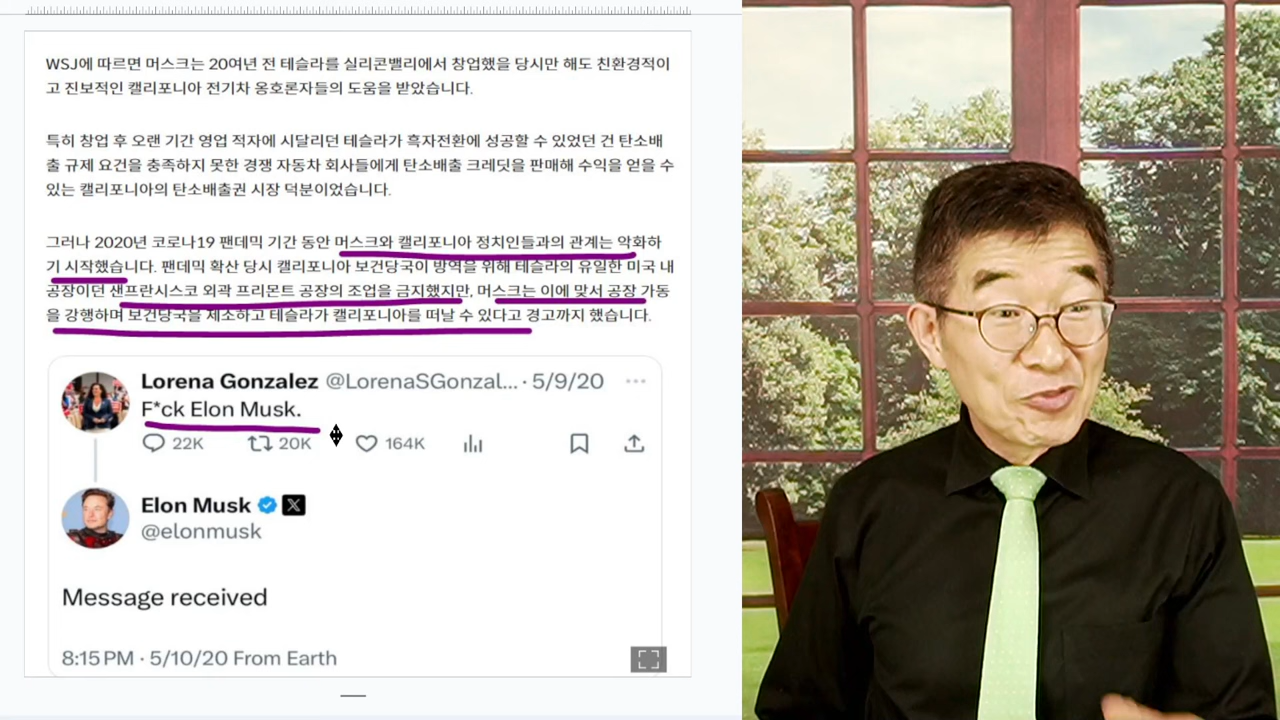 WSJ에 따르면 머스크는 20여년 전 테슬라를 실리콘밸리에서 창업했을 당시만 해도 친환경적이
고 진보적인 캘리포니아 전기차 옹호론자들의 도움을 받았습니다.
특히 창업 후 오랜 기간 영업 적자에 시달리던 테슬라가 흑자전환에 성공할 수 있었던 건 탄소배
출 규제 요건을 충족하지 못한 경쟁 자동차 회사들에게 탄소배출 크레딧을 판매해 수익을 얻을 수
있는 캘리포니아의 탄소배출권 시장 덕분이었습니다.
그러나 2020년 코로나19 팬데믹 기간 동안 머스크와 캘리포니아 정치인들과의 관계는 악화하
기 시작했습니다. 팬데믹 확산 당시 캘리포니아 보건당국이 방역을 위해 테슬라의 유일한 미국 내
공장이던 샌프란시스코 외곽 프리몬트 공장의 조업을 금지했지만, 머스크는 이에 맞서 공장 가동
을 강행하며 보건당국을 제소하고 테슬라가 캘리포니아를 떠날 수 있다고 경고까지 했습니다.
Lorena Gonzalez @LorenaSGonzal... · 5/9/20
F*ck Elon Musk.
22K 20K 164K
Elon Musk X
@elonmusk
Message received
8:15 PM · 5/10/20 From Earth